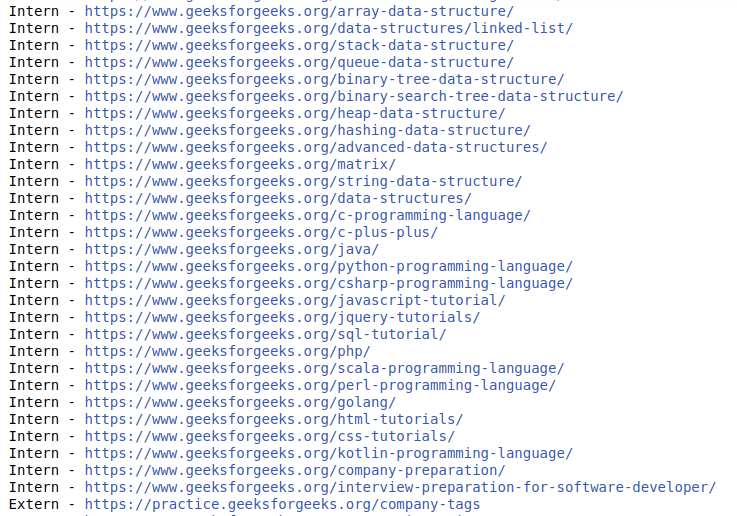 Intern - https://www.geeksforgeeks.org/array-data-structure/
Intern - https://www.geeksforgeeks.org/data-structures/linked-list/
Intern - https://www.geeksforgeeks.org/stack-data-structure/
Intern - https://www.geeksforgeeks.org/queue-data-structure/
Intern - https://www.geeksforgeeks.org/binary-tree-data-structure/
Intern - https://www.geeksforgeeks.org/binary-search-tree-data-structure/
Intern - https://www.geeksforgeeks.org/heap-data-structure/
Intern - https://www.geeksforgeeks.org/hashing-data-structure/
Intern - https://www.geeksforgeeks.org/advanced-data-structures/
Intern - https://www.geeksforgeeks.org/matrix/
Intern - https://www.geeksforgeeks.org/string-data-structure/
Intern - https://www.geeksforgeeks.org/data-structures/
Intern - https://www.geeksforgeeks.org/c-programming-language/
Intern - https://www.geeksforgeeks.org/c-plus-plus/
Intern - https://www.geeksforgeeks.org/java/
Intern - https://www.geeksforgeeks.org/python-programming-language/
Intern - https://www.geeksforgeeks.org/csharp-programming-language/
Intern - https://www.geeksforgeeks.org/javascript-tutorial/
Intern - https://www.geeksforgeeks.org/jquery-tutorials/
Intern - https://www.geeksforgeeks.org/sql-tutorial/
Intern - https://www.geeksforgeeks.org/php/
Intern - https://www.geeksforgeeks.org/scala-programming-language/
Intern - https://www.geeksforgeeks.org/perl-programming-language/
Intern - https://www.geeksforgeeks.org/golang/
Intern - https://www.geeksforgeeks.org/html-tutorials/
Intern - https://www.geeksforgeeks.org/css-tutorials/
Intern - https://www.geeksforgeeks.org/kotlin-programming-language/
Intern - https://www.geeksforgeeks.org/company-preparation/
Intern - https://www.geeksforgeeks.org/interview-preparation-for-software-developer/
Extern - https://practice.geeksforgeeks.org/company-tags